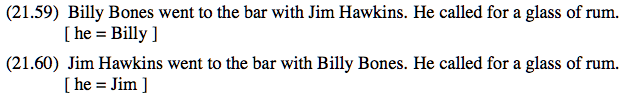 (21.59) Billy Bones went to the bar with Jim Hawkins. He called for a glass of rum.
[ he = Billy ]
(21.60) Jim Hawkins went to the bar with Billy Bones. He called for a glass of rum.
[ he = Jim ]